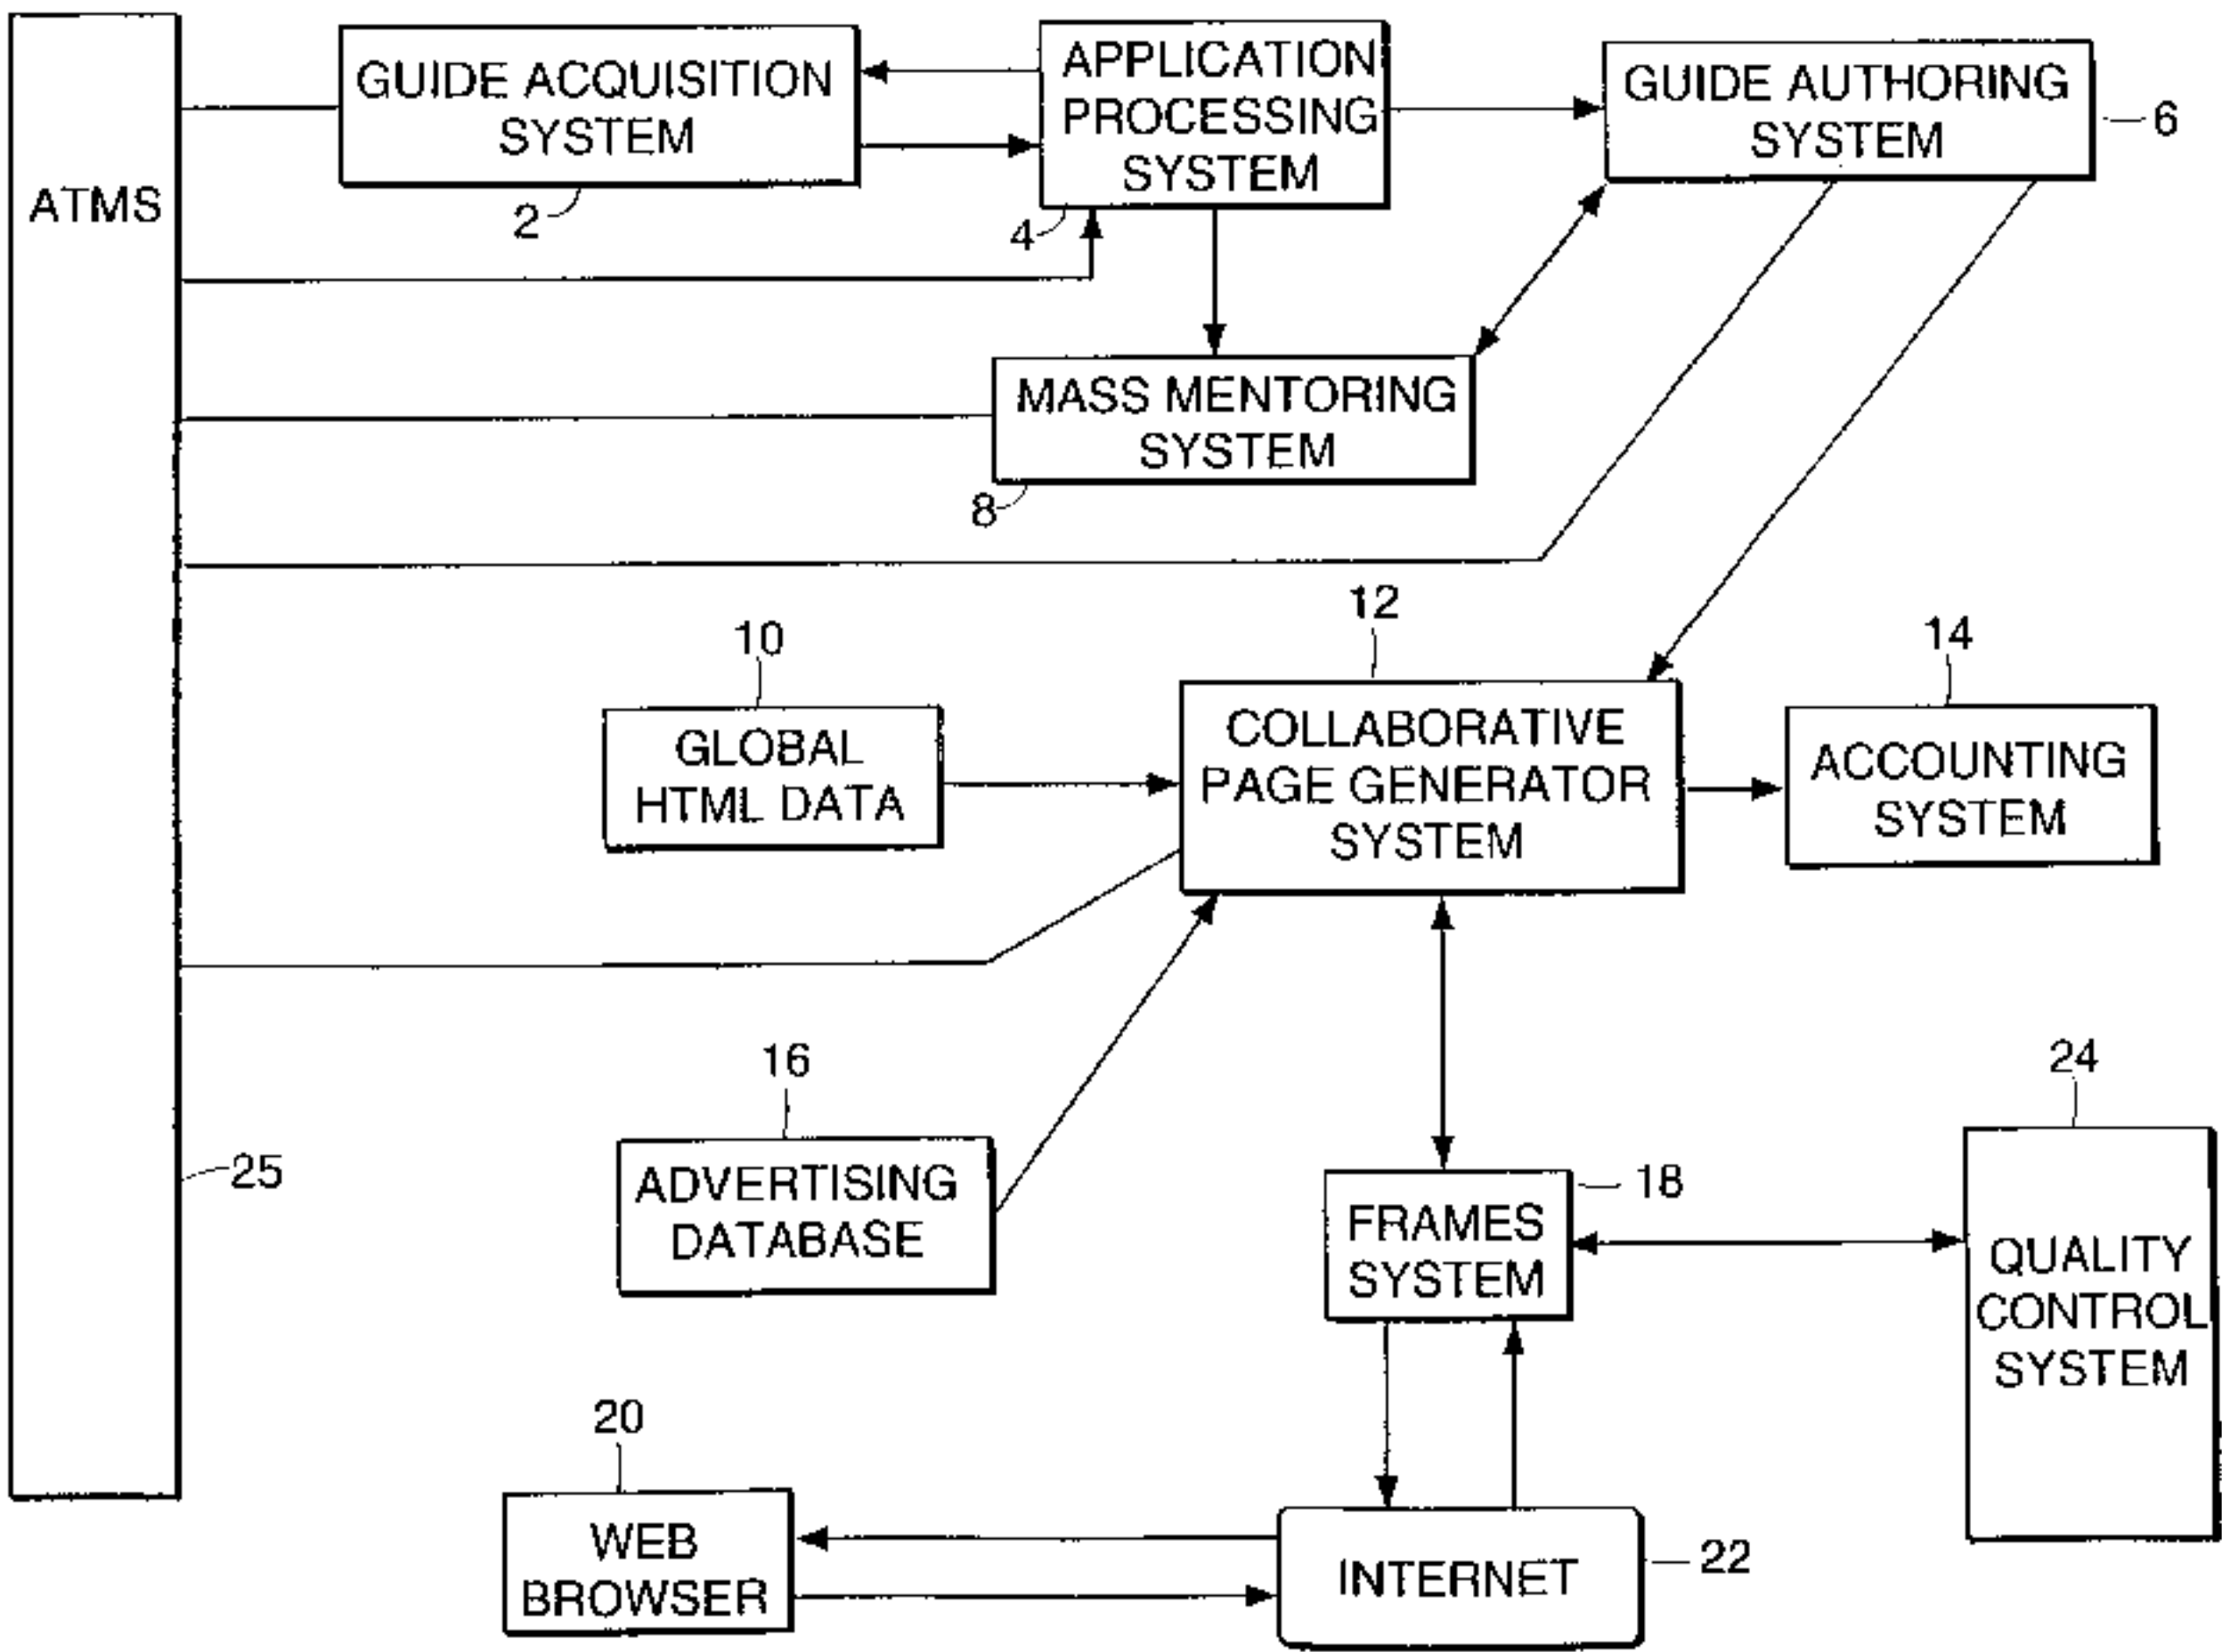 ATMS
GUIDE ACQUISITION
SYSTEM
2
APPLICATION
PROCESSING
SYSTEM
4
GUIDE AUTHORING
SYSTEM
6
MASS MENTORING
SYSTEM
8
10
GLOBAL
HTML DATA
12
COLLABORATIVE
PAGE GENERATOR
SYSTEM
14
ACCOUNTING
SYSTEM
16
ADVERTISING
DATABASE
25
18
FRAMES
SYSTEM
24
QUALITY
CONTROL
SYSTEM
20
WEB
BROWSER
INTERNET
22